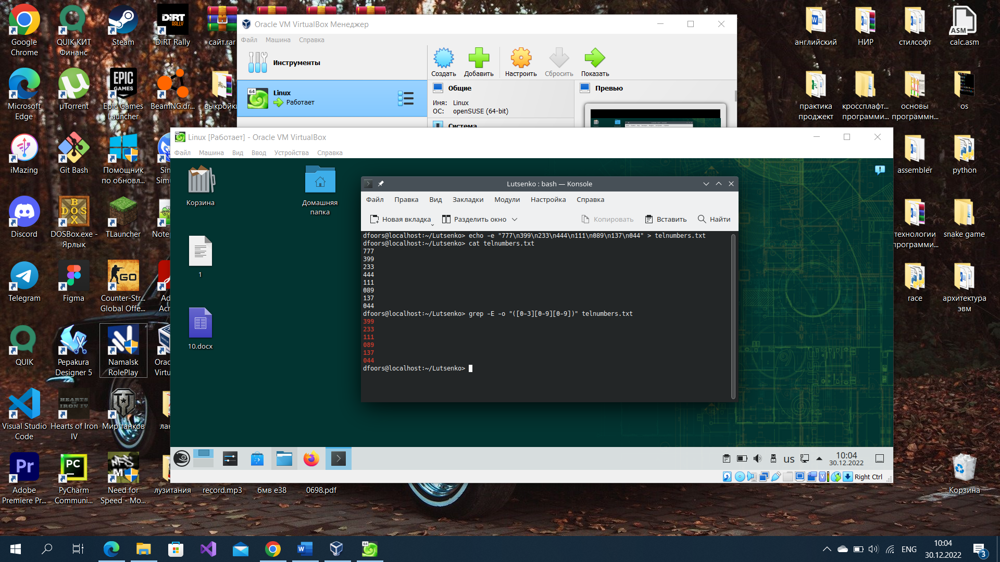 Google
Chrome
QUIK КИТ
Финанс
Steam
DiRT Rally
сайт.rar
Microsoft
Edge
µTorrent
Epic Games
Launcher
BeamNG.dr...
выкройки
iMazing
Git Bash
Помощник
по обновл...
Discord
DOSBox.exe -
Ярлык
TLauncher
Telegram
Figma
Counter-Str...
Global Offe...
QUIK
Pepakura
Designer 5
Namalsk
RolePlay
Visual Studio
Code
Hearts of Iron
IV
Мир танков
Adobe
Premiere Pr...
PyCharm
Communi...
Need for
Speed - Mo...
лузитания
record.mp3
бмв е38
0698.pdf
Oracle VM VirtualBox Менеджер
Файл Машина Справка
Инструменты
Создать Добавить Настроить Сбросить Показать
64
Linux
Работает
Общие
Имя: Linux
ОС: openSUSE (64-bit)
Система
Превью
Linux [Работает] - Oracle VM VirtualBox
Файл Машина Вид Ввод Устройства Справка
Корзина
Домашняя
папка
1
10.docx
Lutsenko : bash — Konsole
Файл Правка Вид Закладки Модули Настройка Справка
Новая вкладка Разделить окно Копировать Вставить Найти
dfoors@localhost:~/Lutsenko> echo -e "777\n399\n233\n444\n111\n089\n137\n044" > telnumbers.txt
dfoors@localhost:~/Lutsenko> cat telnumbers.txt
777
399
233
444
111
089
137
044
dfoors@localhost:~/Lutsenko> grep -E -o "([0-3][0-9][0-9])" telnumbers.txt
399
233
111
089
137
044
dfoors@localhost:~/Lutsenko>
us
10:04
30.12.2022
Right Ctrl
английский
НИР
стилсофт
calc.asm
практика
проджект
кроссплафт...
программи...
основы
программн...
os
assembler
python
технологии
программи...
snake game
race
архитектура
эвм
Корзина
ENG
10:04
30.12.2022
3